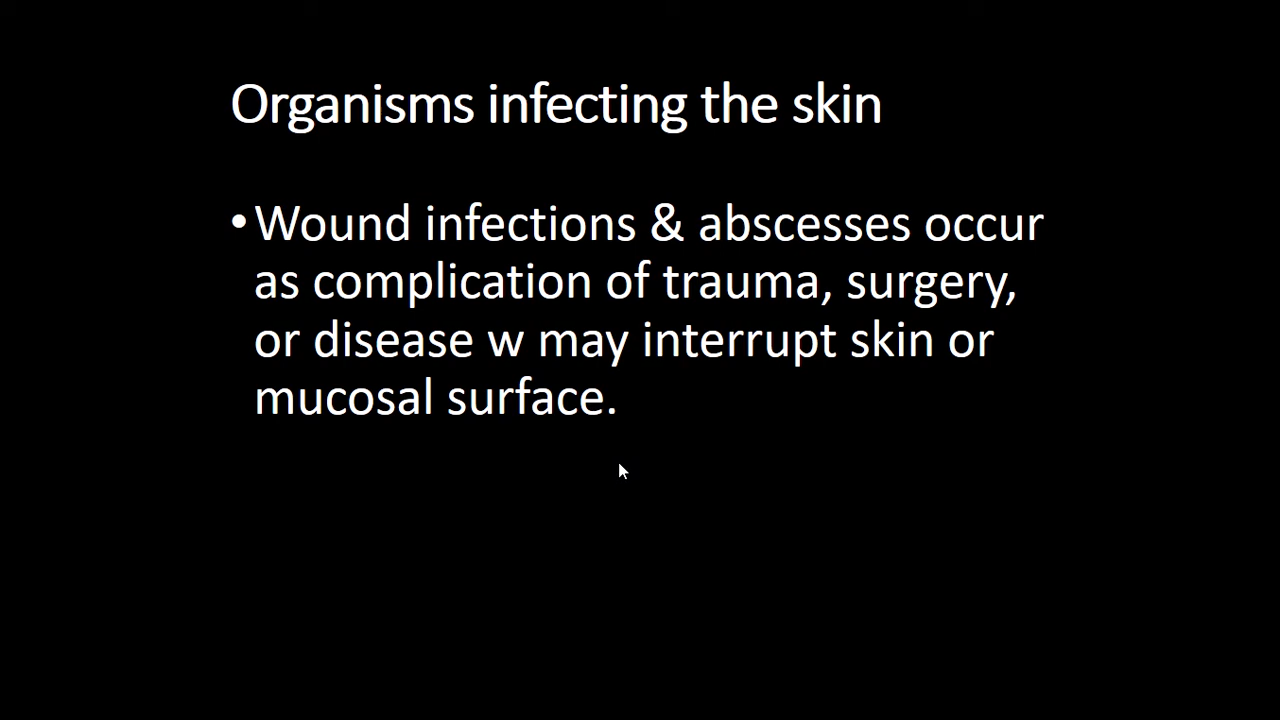 Organisms infecting the skin
•Wound infections & abscesses occur
as complication of trauma, surgery,
or disease w may interrupt skin or
mucosal surface.